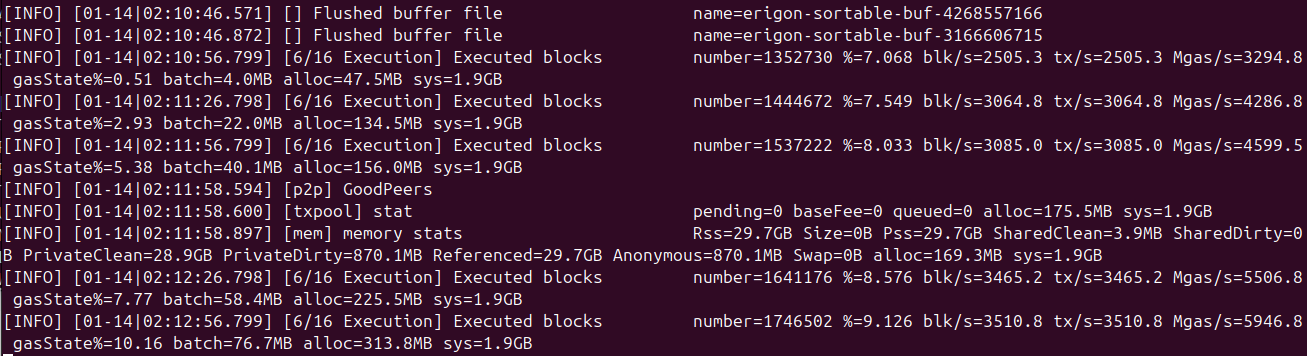 [INFO] [01-14|02:10:46.571] [] Flushed buffer file name=erigon-sortable-buf-4268557166
[INFO] [01-14|02:10:46.872] [] Flushed buffer file name=erigon-sortable-buf-3166606715
[INFO] [01-14|02:10:56.799] [6/16 Execution] Executed blocks number=1352730 %=7.068 blk/s=2505.3 tx/s=2505.3 Mgas/s=3294.8
gasState%=0.51 batch=4.0MB alloc=47.5MB sys=1.9GB
[INFO] [01-14|02:11:26.798] [6/16 Execution] Executed blocks number=1444672 %=7.549 blk/s=3064.8 tx/s=3064.8 Mgas/s=4286.8
gasState%=2.93 batch=22.0MB alloc=134.5MB sys=1.9GB
[INFO] [01-14|02:11:56.799] [6/16 Execution] Executed blocks number=1537222 %=8.033 blk/s=3085.0 tx/s=3085.0 Mgas/s=4599.5
gasState%=5.38 batch=40.1MB alloc=156.0MB sys=1.9GB
[INFO] [01-14|02:11:58.594] [p2p] GoodPeers
[INFO] [01-14|02:11:58.600] [txpool] stat pending=0 baseFee=0 queued=0 alloc=175.5MB sys=1.9GB
[INFO] [01-14|02:11:58.897] [mem] memory stats Rss=29.7GB Size=0B Pss=29.7GB SharedClean=3.9MB SharedDirty=0
B PrivateClean=28.9GB PrivateDirty=870.1MB Referenced=29.7GB Anonymous=870.1MB Swap=0B alloc=169.3MB sys=1.9GB
[INFO] [01-14|02:12:26.798] [6/16 Execution] Executed blocks number=1641176 %=8.576 blk/s=3465.2 tx/s=3465.2 Mgas/s=5506.8
gasState%=7.77 batch=58.4MB alloc=225.5MB sys=1.9GB
[INFO] [01-14|02:12:56.799] [6/16 Execution] Executed blocks number=1746502 %=9.126 blk/s=3510.8 tx/s=3510.8 Mgas/s=5946.8
gasState%=10.16 batch=76.7MB alloc=313.8MB sys=1.9GB